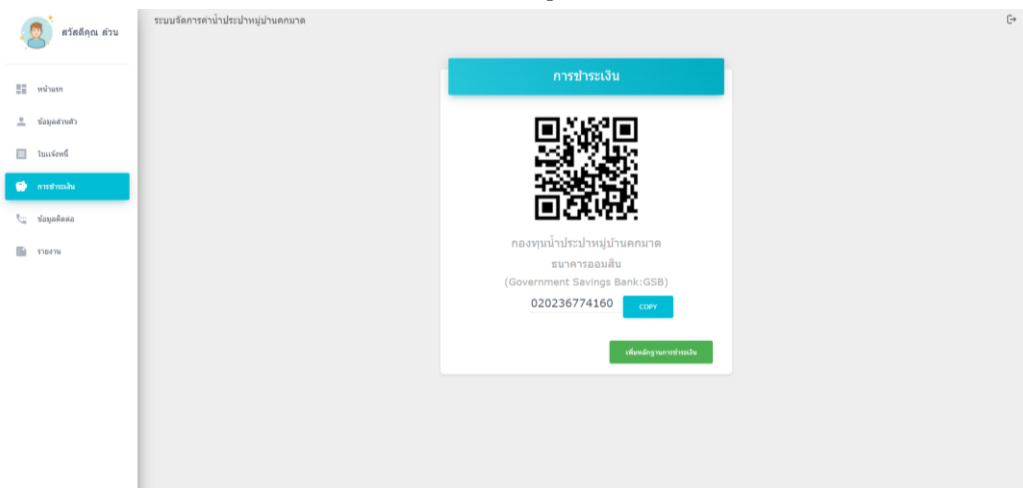 สวัสดีคุณ ส้วน
ระบบจัดการค่าน้ำประปาหมู่บ้านคกมาด
หน้าแรก
ข้อมูลส่วนตัว
ใบแจ้งหนี้
การชำระเงิน
ข้อมูลติดต่อ
รายงาน
การชำระเงิน
กองทุนน้ำประปาหมู่บ้านคกมาด
ธนาคารออมสิน
(Government Savings Bank:GSB)
020236774160 COPY
เพิ่มหลักฐานการชำระเงิน